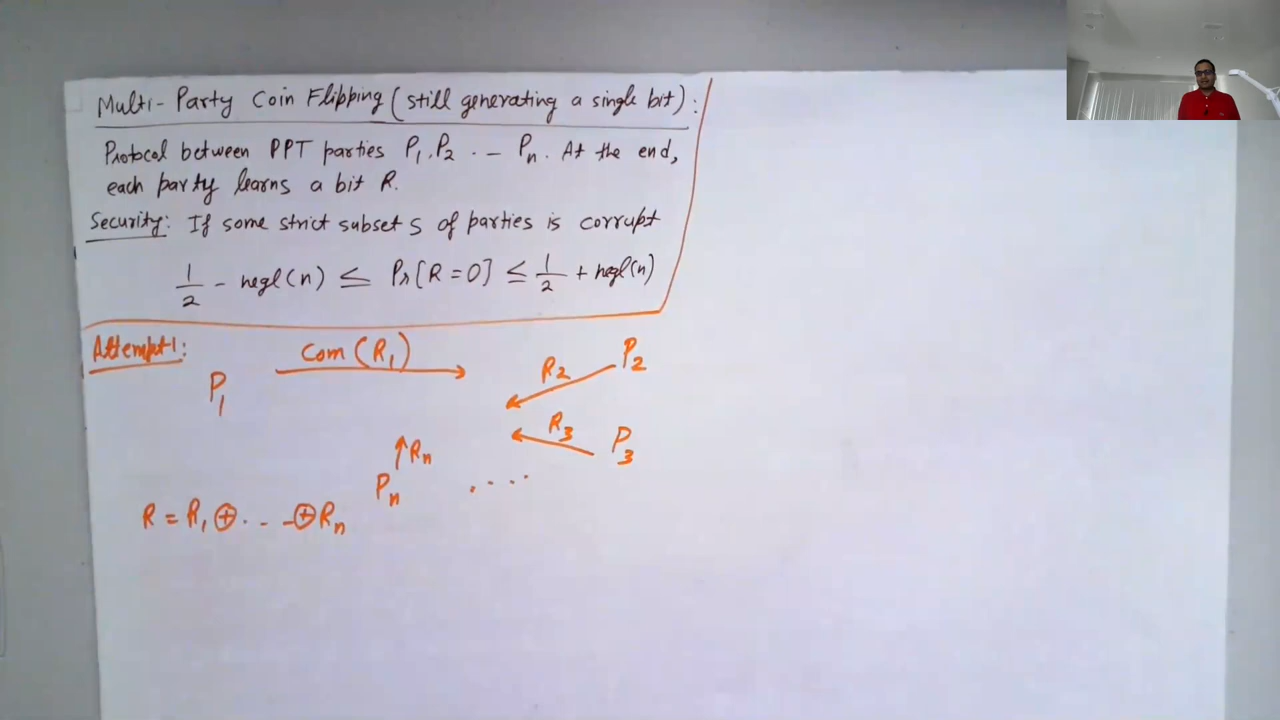 Multi-Party Coin Flipping (still generating a single bit):
Protocol between PPT parties P₁, P₂ ... Pₙ. At the end,
each party learns a bit R.
Security: If some strict subset S of parties is corrupt
1/2 - negl(n) ≤ Pr[R = 0] ≤ 1/2 + negl(n)
Attempt 1:
Com(R₁)
P₁
R₂
P₂
R₃
P₃
Rₙ
Pₙ
....
R = R₁ ⊕ ... ⊕ Rₙ